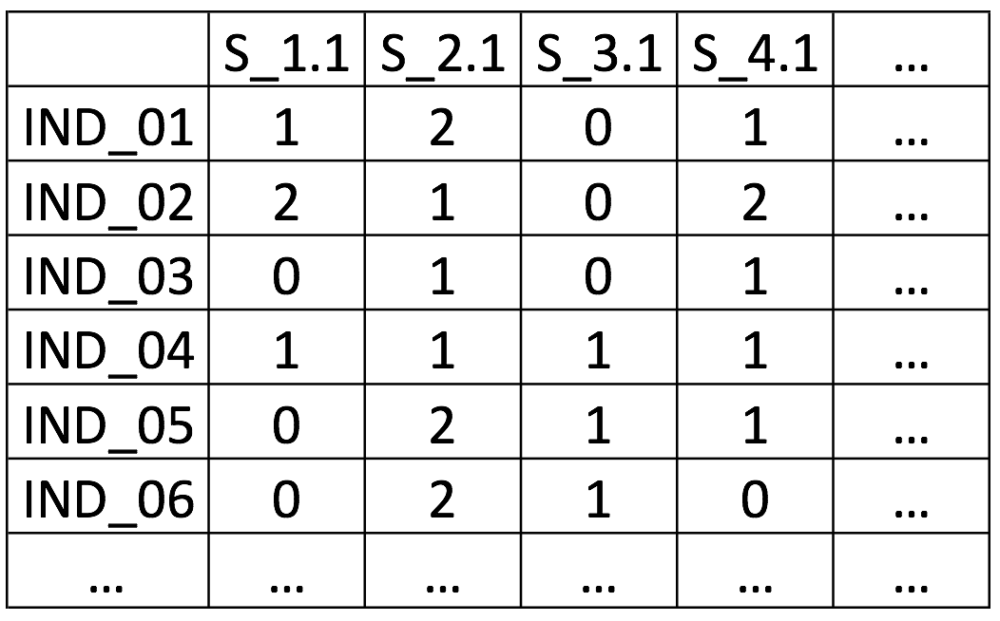 S_1.1 S_2.1 S_3.1 S_4.1 ...
IND_01 1 2 0 1 ...
IND_02 2 1 0 2 ...
IND_03 0 1 0 1 ...
IND_04 1 1 1 1 ...
IND_05 0 2 1 1 ...
IND_06 0 2 1 0 ...
... ... ... ... ... ...